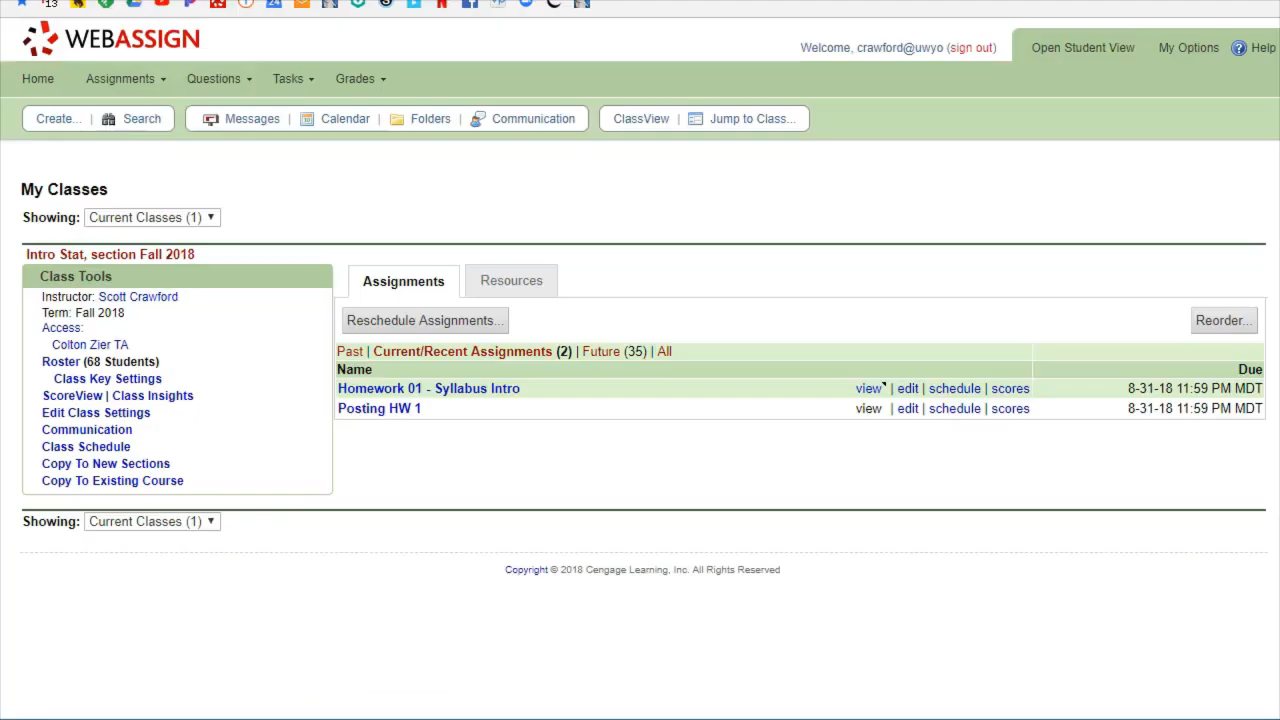 13
24
WEBASSIGN
Welcome, crawford@uwyo (sign out)
Open Student View
My Options
Help
Home
Assignments
Questions
Tasks
Grades
Create... | Search
Messages | Calendar | Folders | Communication
ClassView | Jump to Class...
My Classes
Showing: Current Classes (1)
Intro Stat, section Fall 2018
Class Tools
Instructor: Scott Crawford
Term: Fall 2018
Access:
Colton Zier TA
Roster (68 Students)
Class Key Settings
ScoreView | Class Insights
Edit Class Settings
Communication
Class Schedule
Copy To New Sections
Copy To Existing Course
Assignments
Resources
Reschedule Assignments...
Reorder...
Past | Current/Recent Assignments (2) | Future (35) | All
Name Due
Homework 01 - Syllabus Intro view | edit | schedule | scores 8-31-18 11:59 PM MDT
Posting HW 1 view | edit | schedule | scores 8-31-18 11:59 PM MDT
Showing: Current Classes (1)
Copyright © 2018 Cengage Learning, Inc. All Rights Reserved